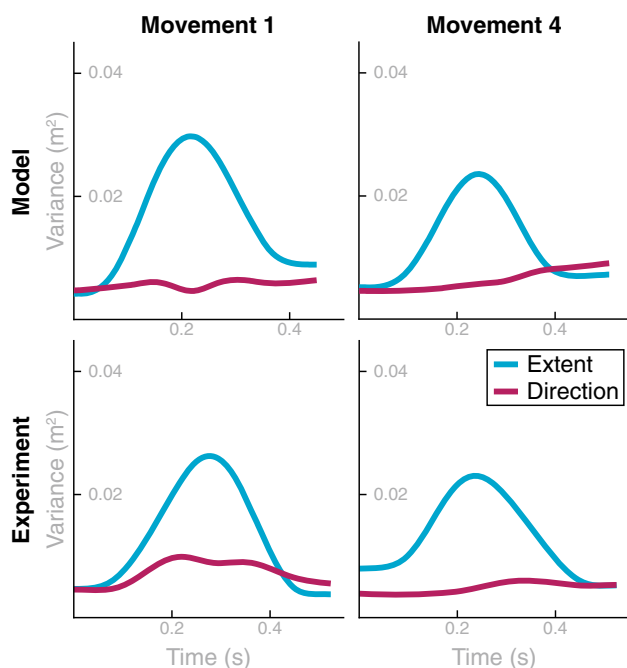 Movement 1
Movement 4
Model
Variance (m²)
0.04
0.02
0.2
0.4
0.04
0.02
0.2
0.4
Experiment
Variance (m²)
0.04
0.02
0.2
0.4
Time (s)
0.04
0.02
0.2
0.4
Time (s)
Extent
Direction